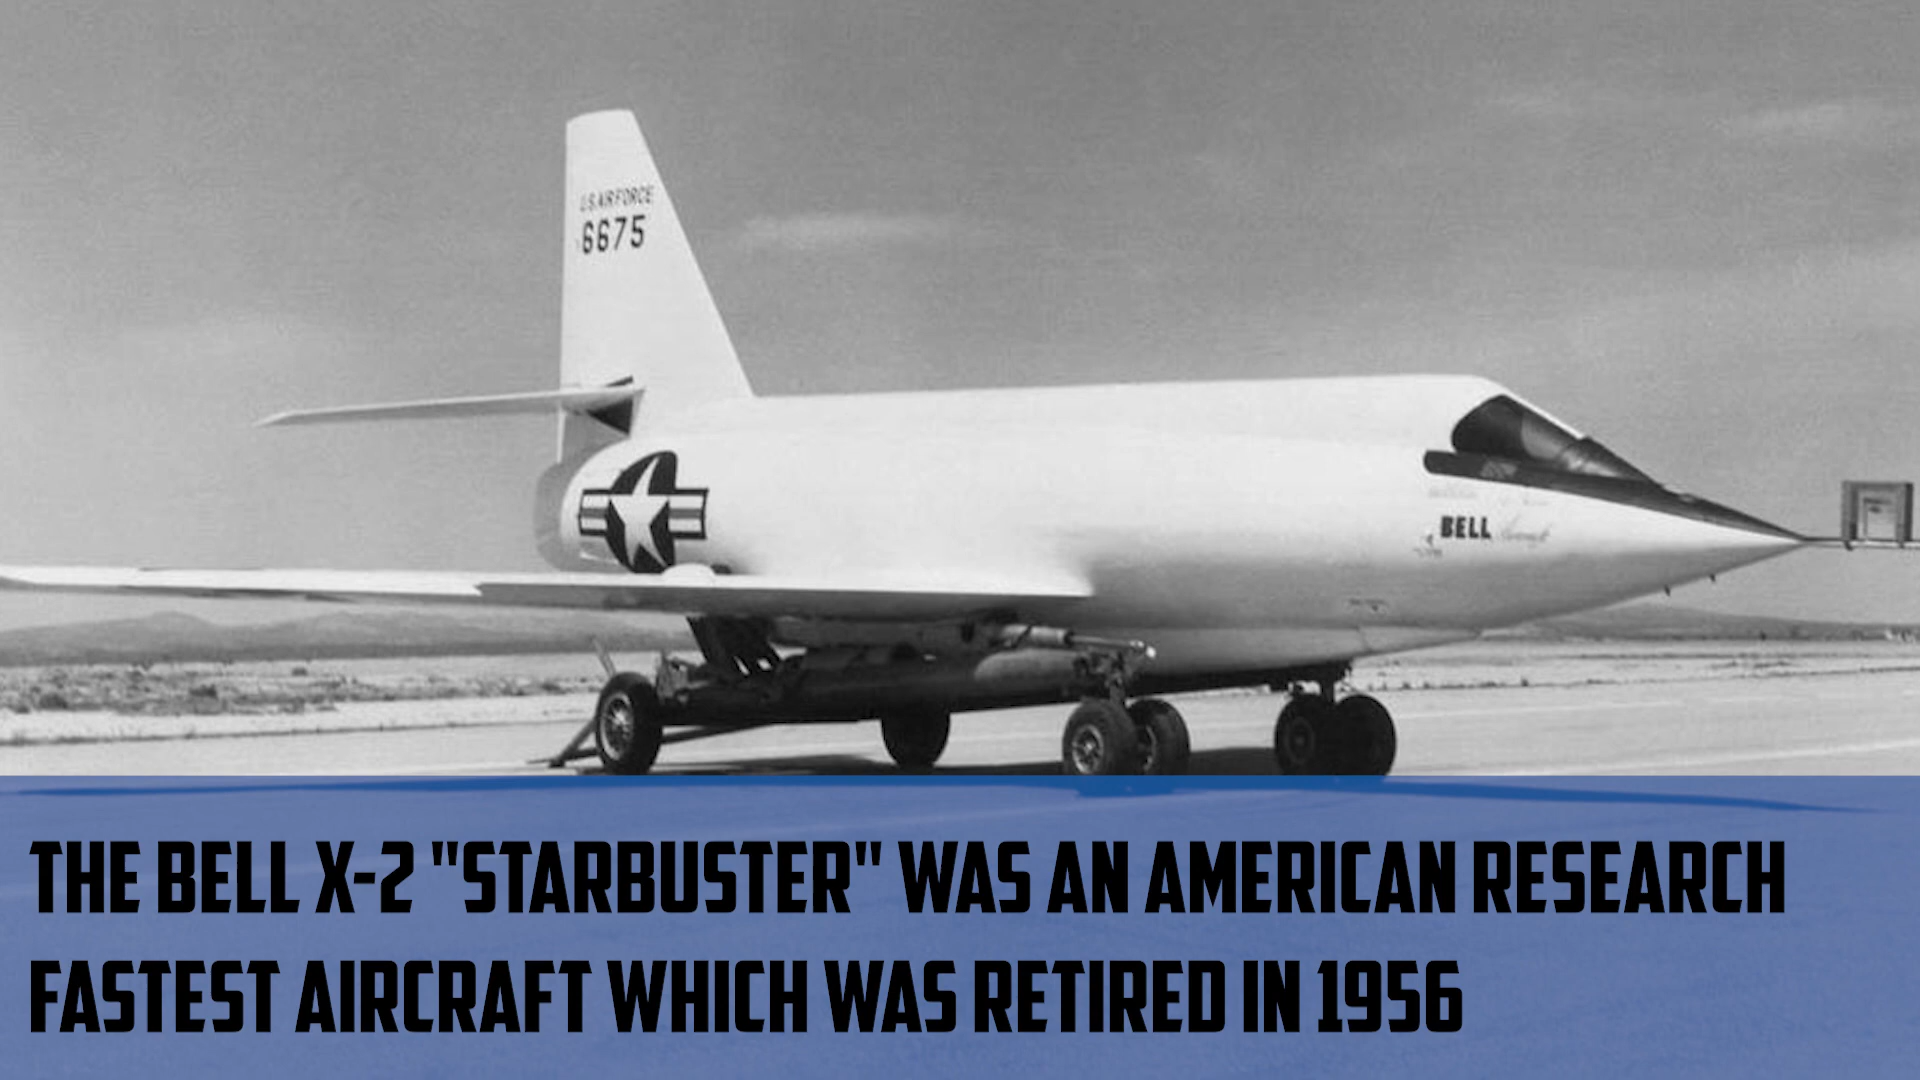 U.S. AIR FORCE
6675
BELL Aircraft
THE BELL X-2 "STARBUSTER" WAS AN AMERICAN RESEARCH
FASTEST AIRCRAFT WHICH WAS RETIRED IN 1956